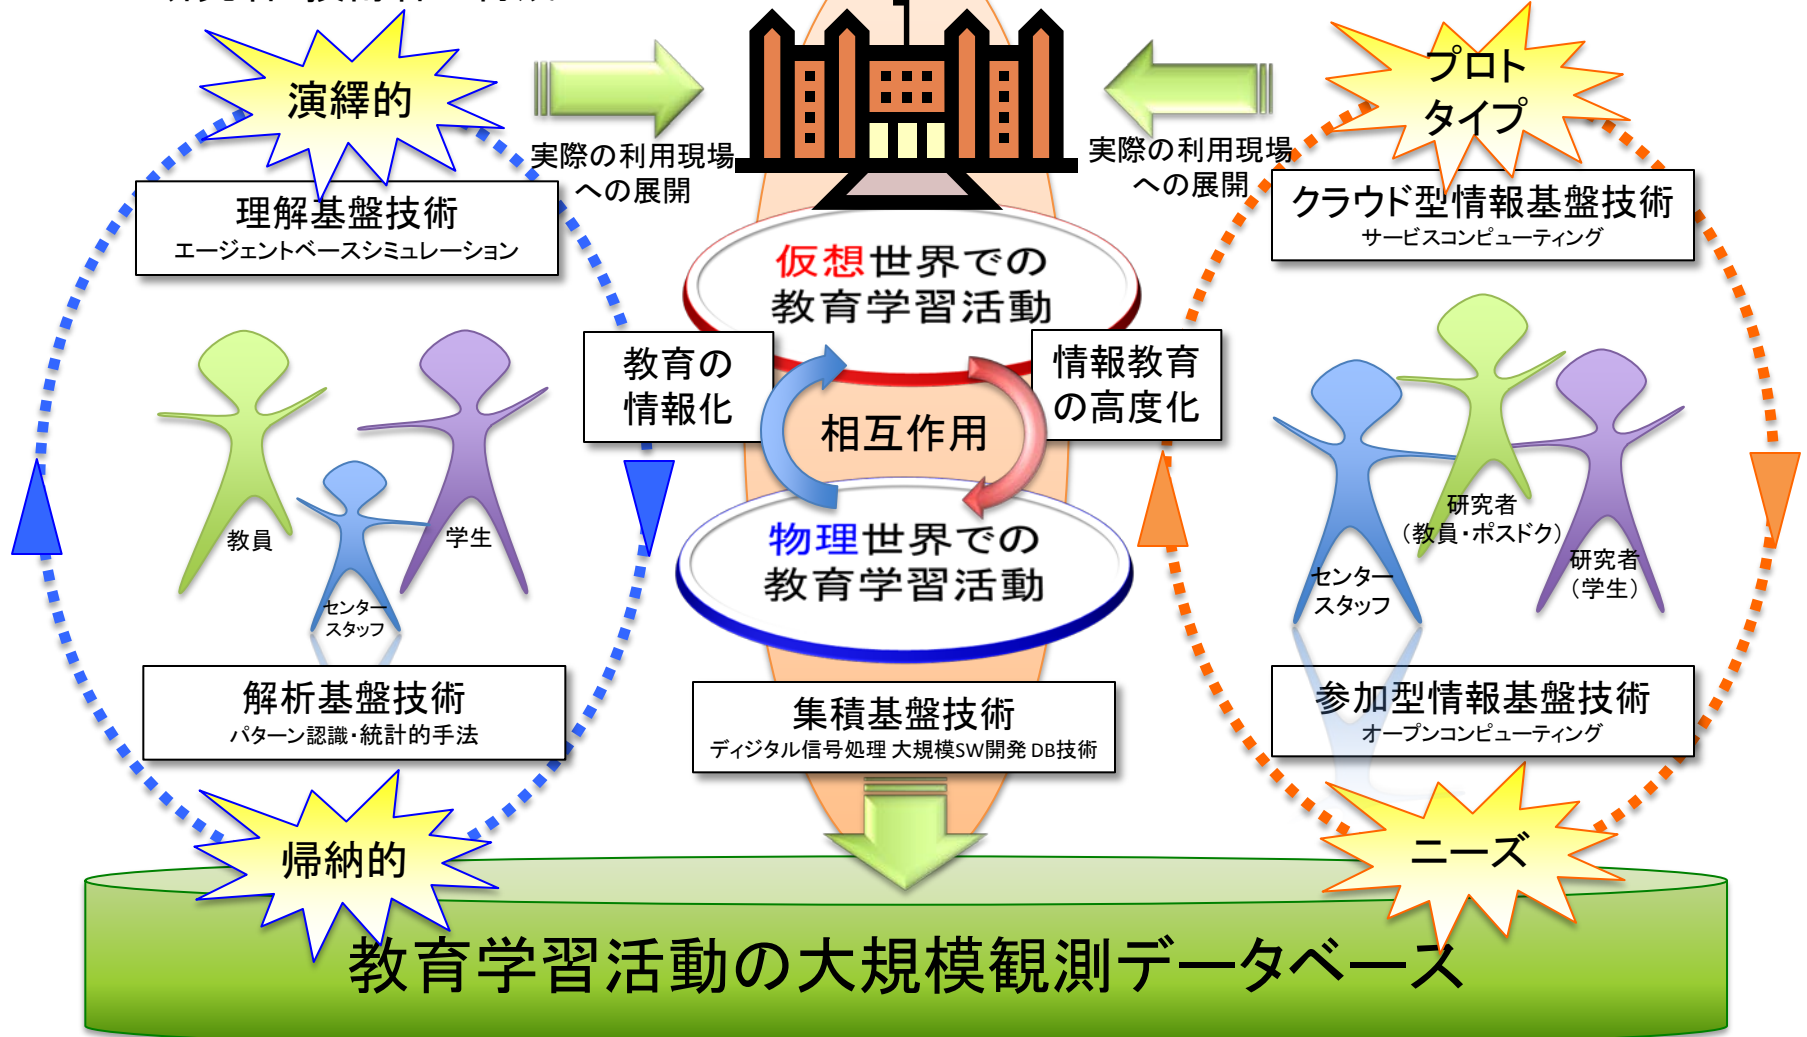 演繹的
プロト
タイプ
実際の利用現場
への展開
実際の利用現場
への展開
理解基盤技術
エージェントベースシミュレーション
クラウド型情報基盤技術
サービスコンピューティング
仮想世界での
教育学習活動
教育の
情報化
情報教育
の高度化
相互作用
物理世界での
教育学習活動
教員
学生
センター
スタッフ
研究者
(教員・ポスドク)
研究者
(学生)
センター
スタッフ
解析基盤技術
パターン認識・統計的手法
集積基盤技術
ディジタル信号処理 大規模SW開発 DB技術
参加型情報基盤技術
オープンコンピューティング
帰納的
ニーズ
教育学習活動の大規模観測データベース